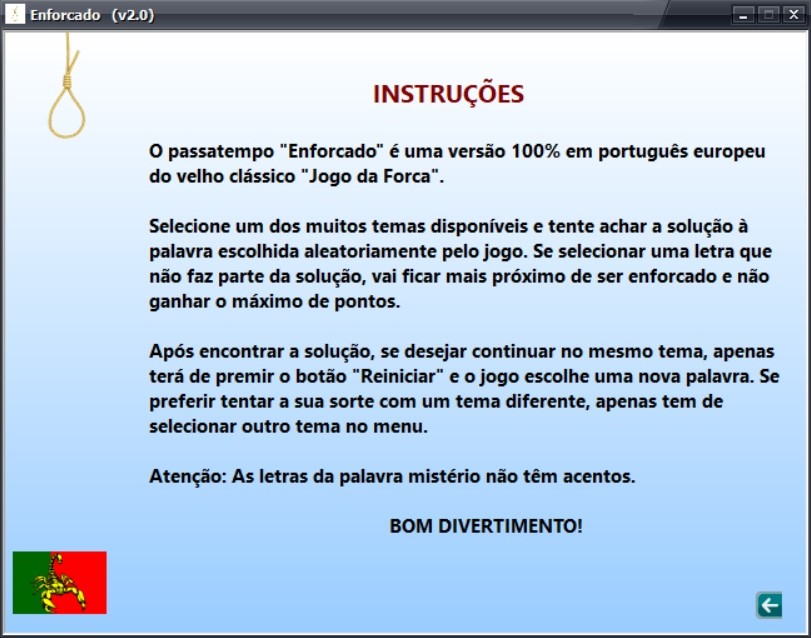 Enforcado (v2.0)
INSTRUÇÕES
O passatempo "Enforcado" é uma versão 100% em português europeu
do velho clássico "Jogo da Forca".
Selecione um dos muitos temas disponíveis e tente achar a solução à
palavra escolhida aleatoriamente pelo jogo. Se selecionar uma letra que
não faz parte da solução, vai ficar mais próximo de ser enforcado e não
ganhar o máximo de pontos.
Após encontrar a solução, se desejar continuar no mesmo tema, apenas
terá de premir o botão "Reiniciar" e o jogo escolhe uma nova palavra. Se
preferir tentar a sua sorte com um tema diferente, apenas tem de
selecionar outro tema no menu.
Atenção: As letras da palavra mistério não têm acentos.
BOM DIVERTIMENTO!